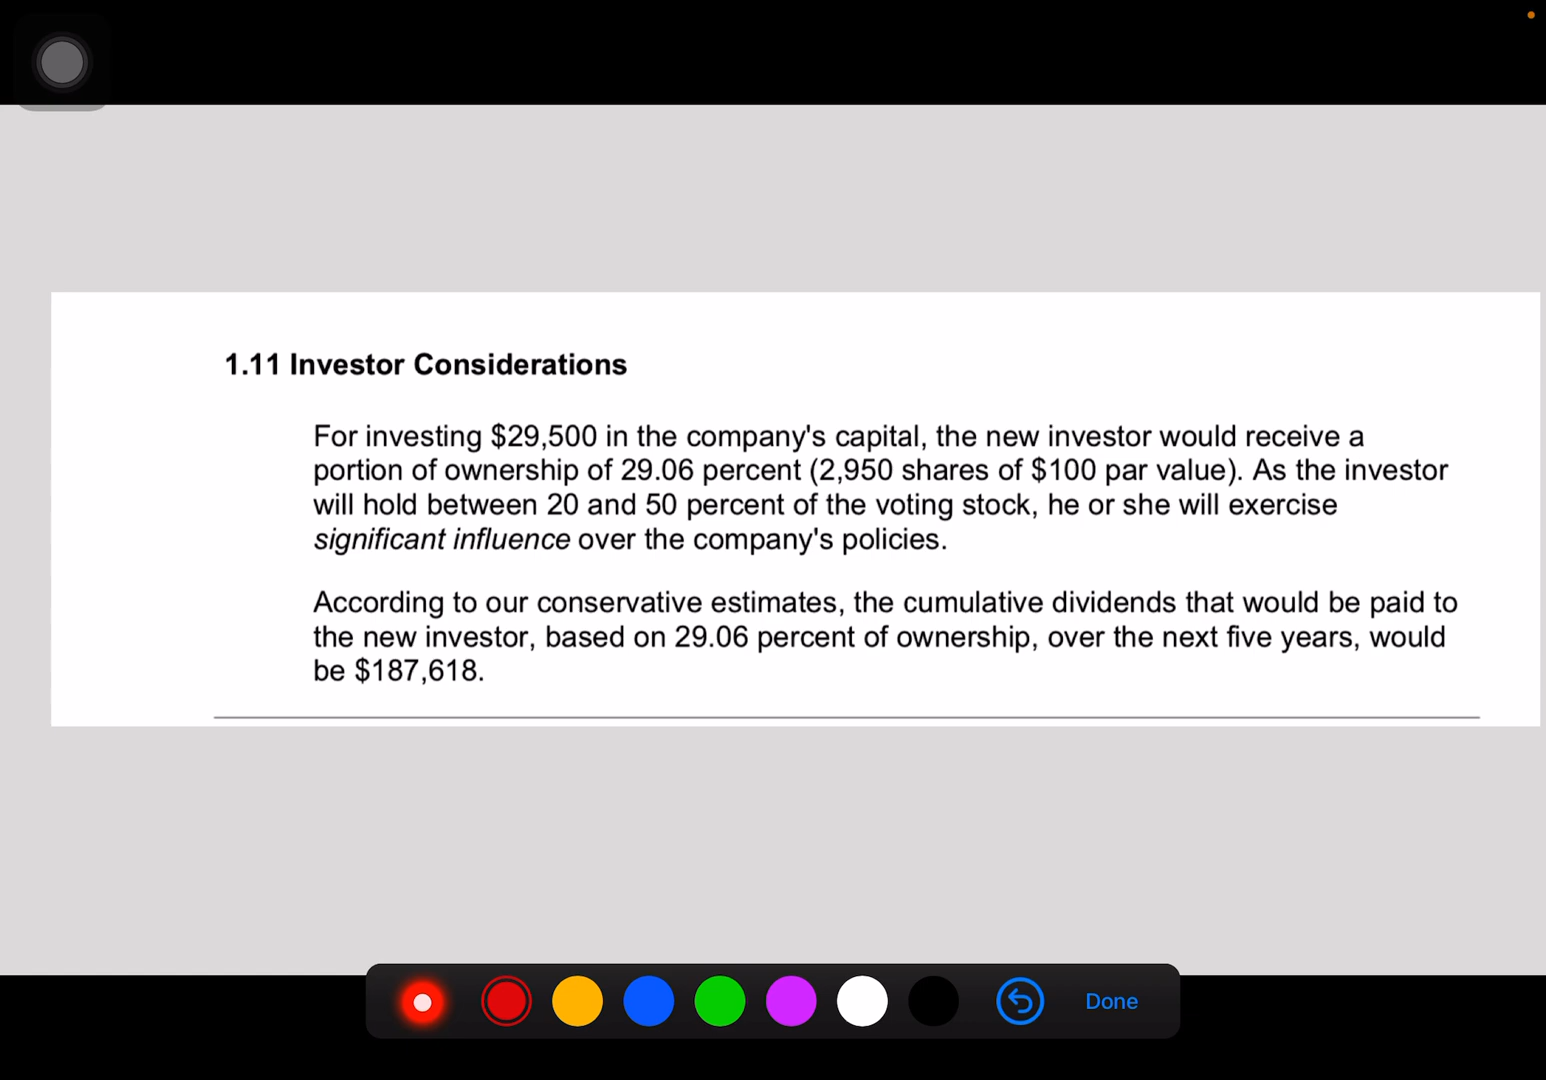 1.11 Investor Considerations
For investing $29,500 in the company's capital, the new investor would receive a
portion of ownership of 29.06 percent (2,950 shares of $100 par value). As the investor
will hold between 20 and 50 percent of the voting stock, he or she will exercise
significant influence over the company's policies.
According to our conservative estimates, the cumulative dividends that would be paid to
the new investor, based on 29.06 percent of ownership, over the next five years, would
be $187,618.
Done